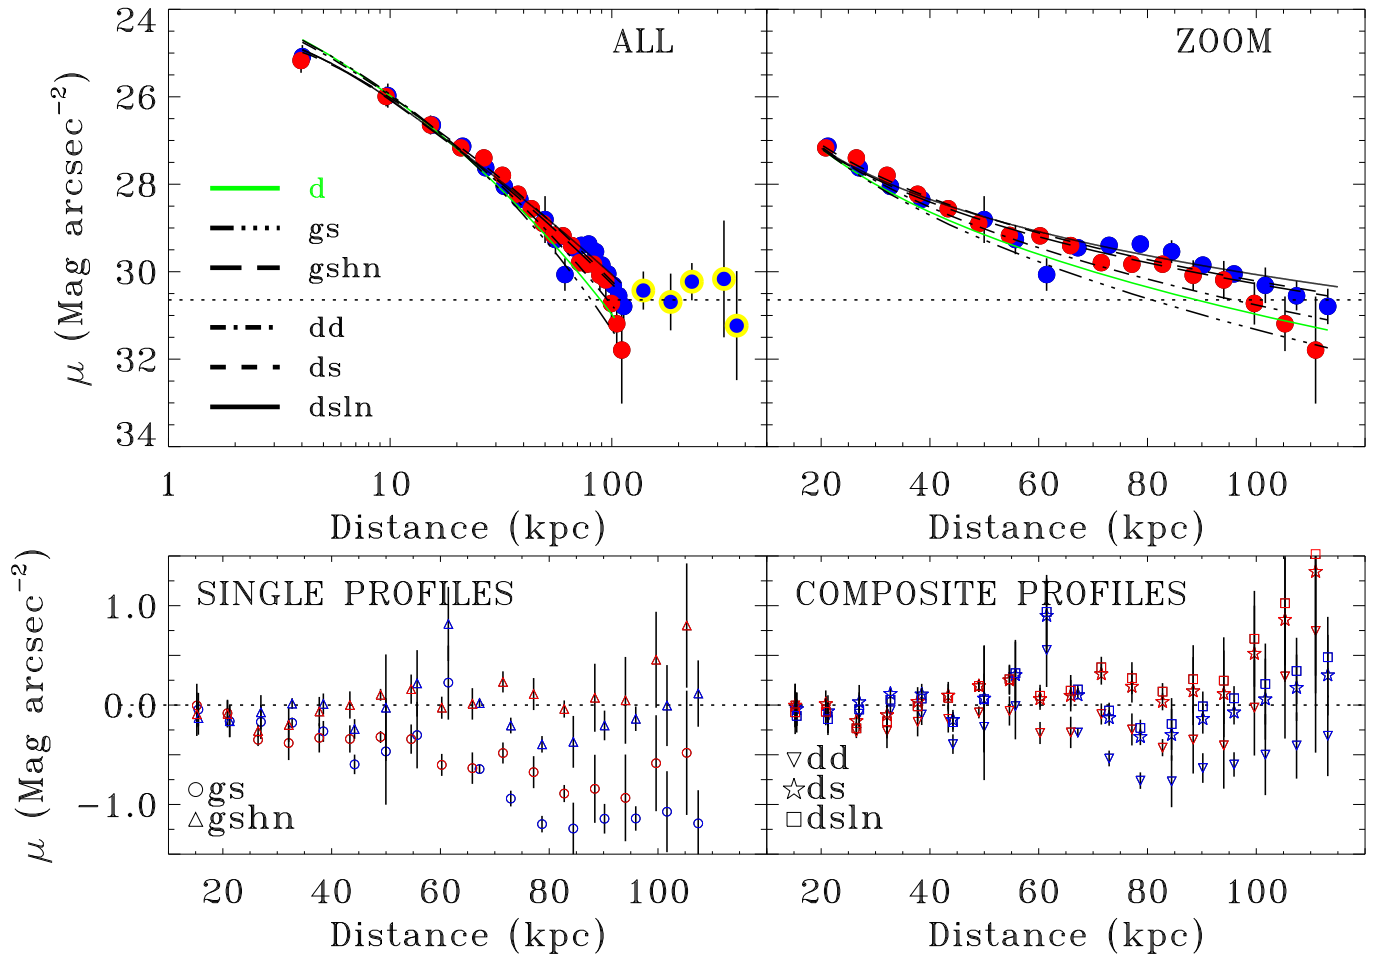 ALL
ZOOM
24
26
28
30
32
34
μ (Mag arcsec−2)
d
gs
gshn
dd
ds
dsln
1
10
100
Distance (kpc)
20
40
60
80
100
Distance (kpc)
SINGLE PROFILES
COMPOSITE PROFILES
1.0
0.0
−1.0
μ (Mag arcsec−2)
gs
gshn
dd
ds
dsln
20
40
60
80
100
Distance (kpc)
20
40
60
80
100
Distance (kpc)